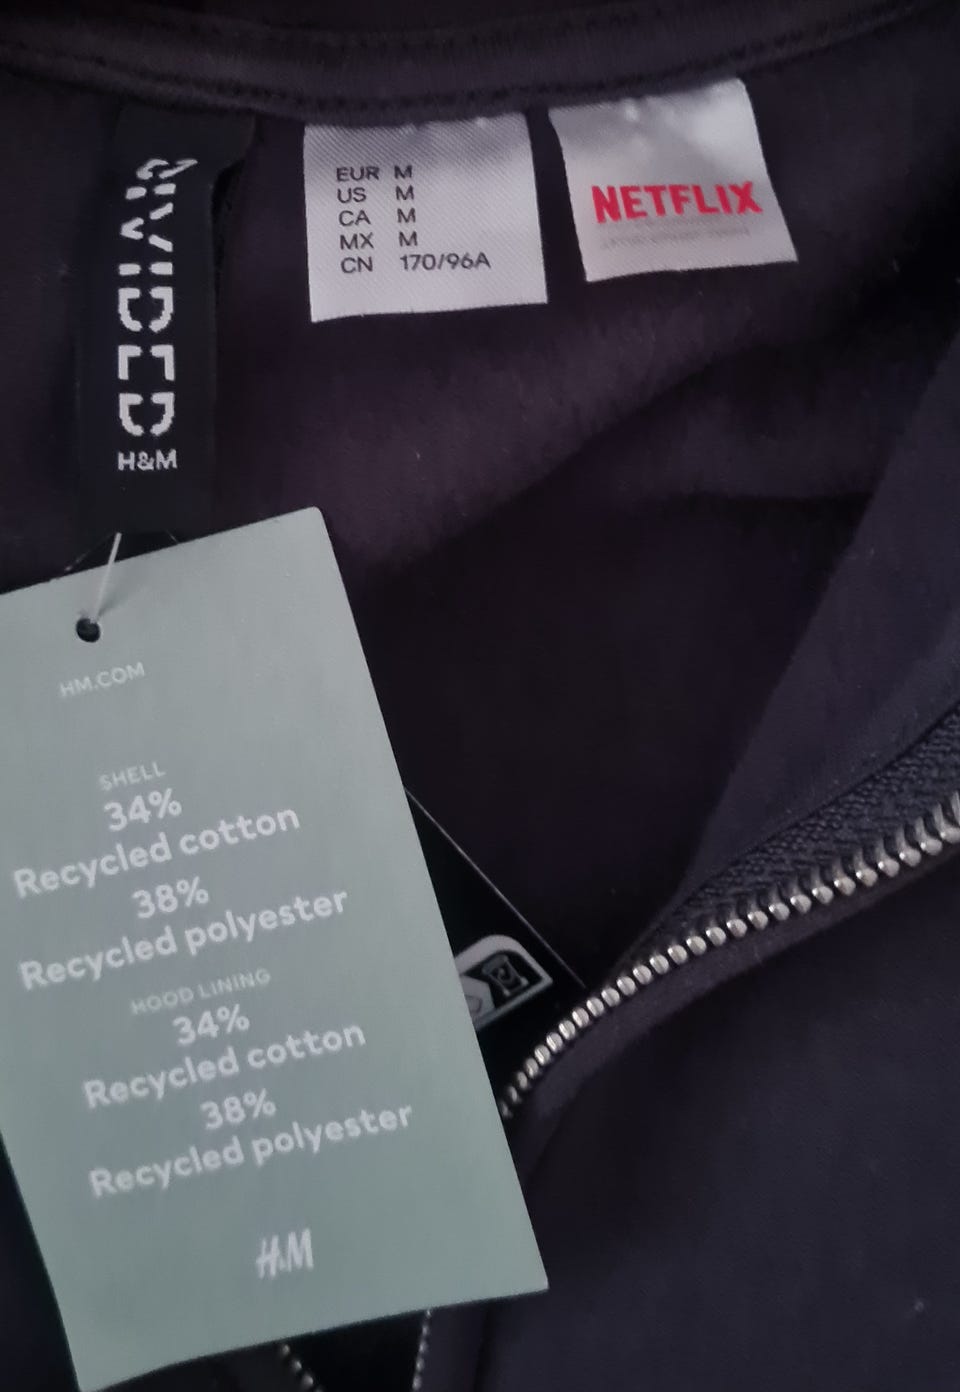 DIVIDED
H&M
EUR M
US M
CA M
MX M
CN 170/96A
NETFLIX
HM.COM
SHELL
34%
Recycled cotton
38%
Recycled polyester
HOOD LINING
34%
Recycled cotton
38%
Recycled polyester
H&M